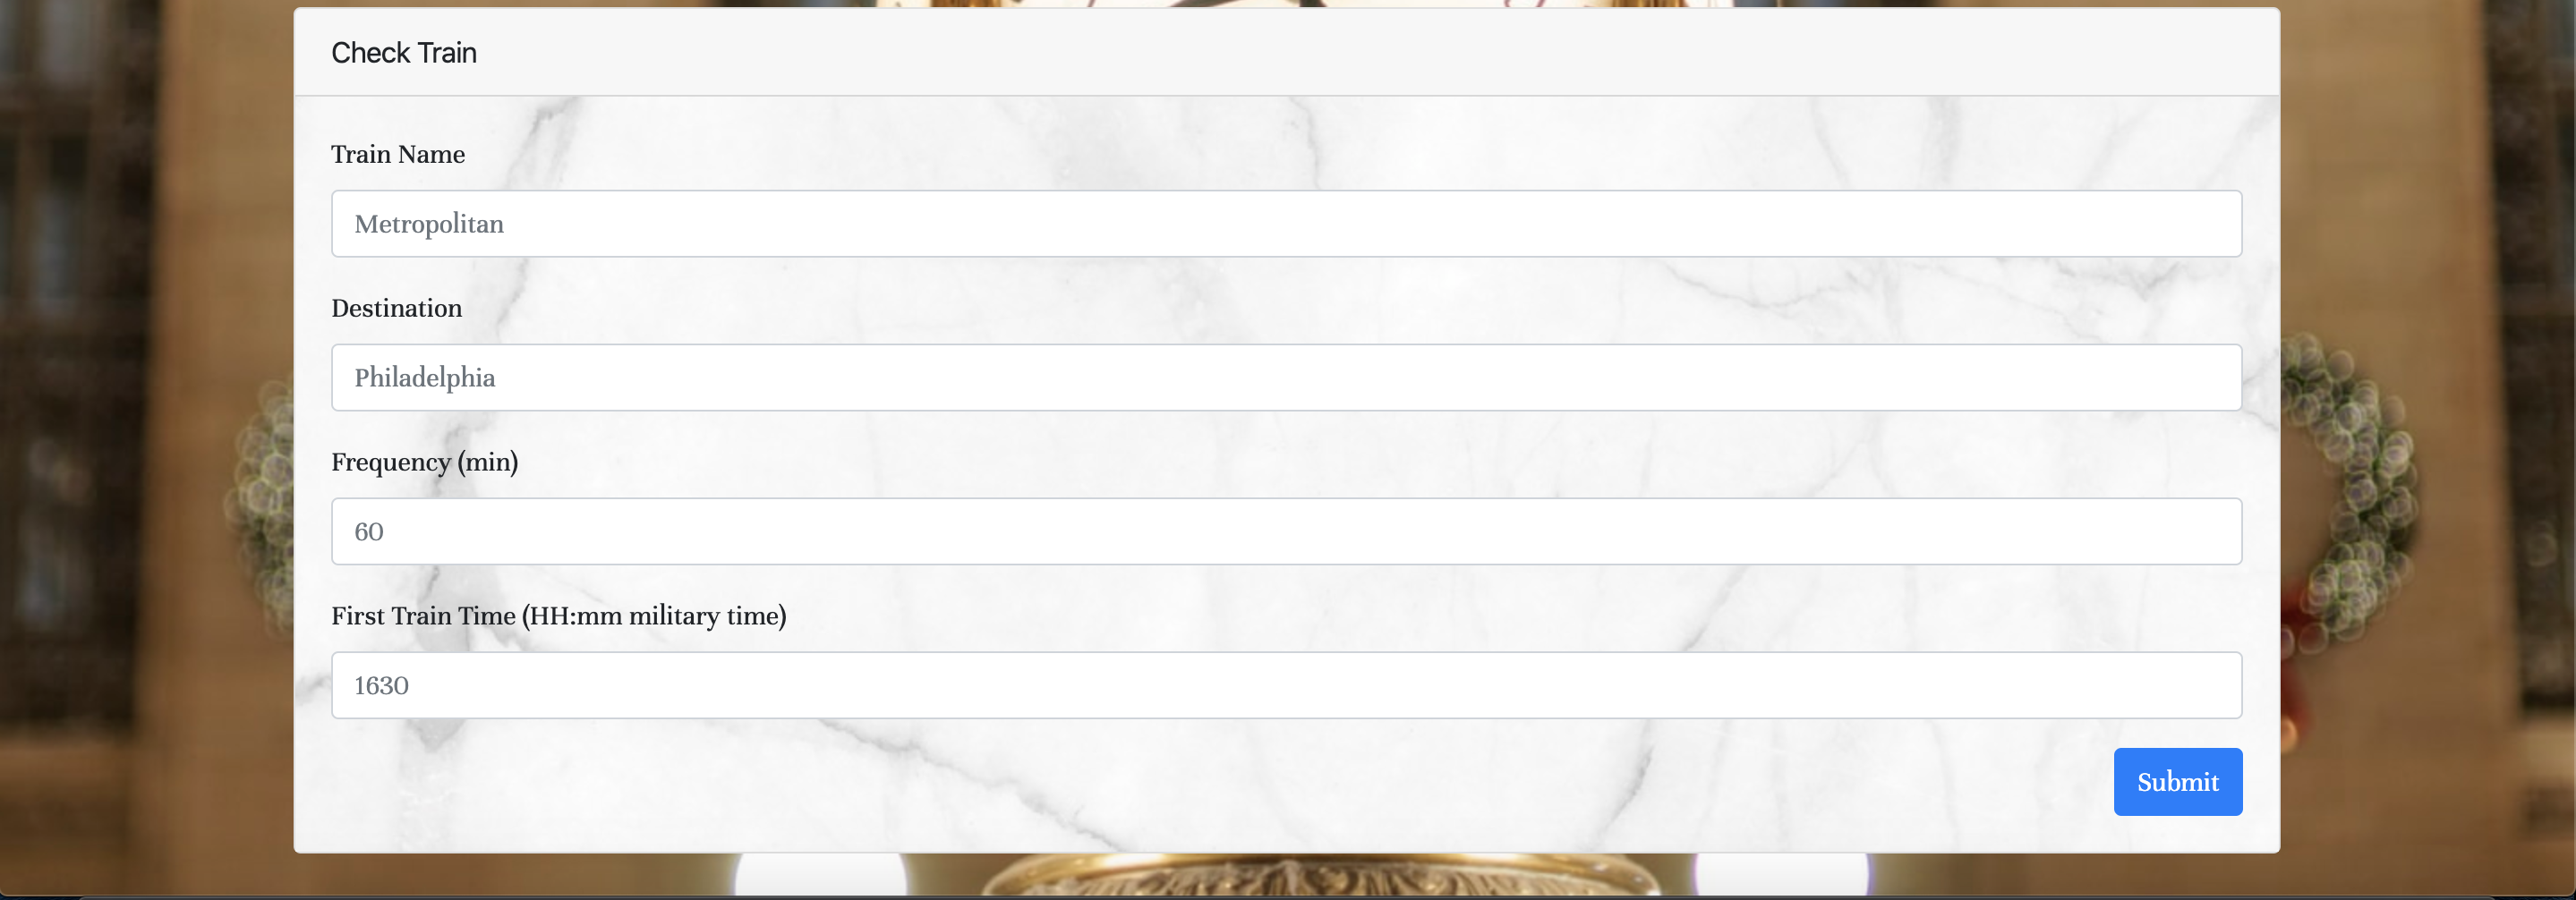 Check Train
Train Name
Metropolitan
Destination
Philadelphia
Frequency (min)
60
First Train Time (HH:mm military time)
1630
Submit